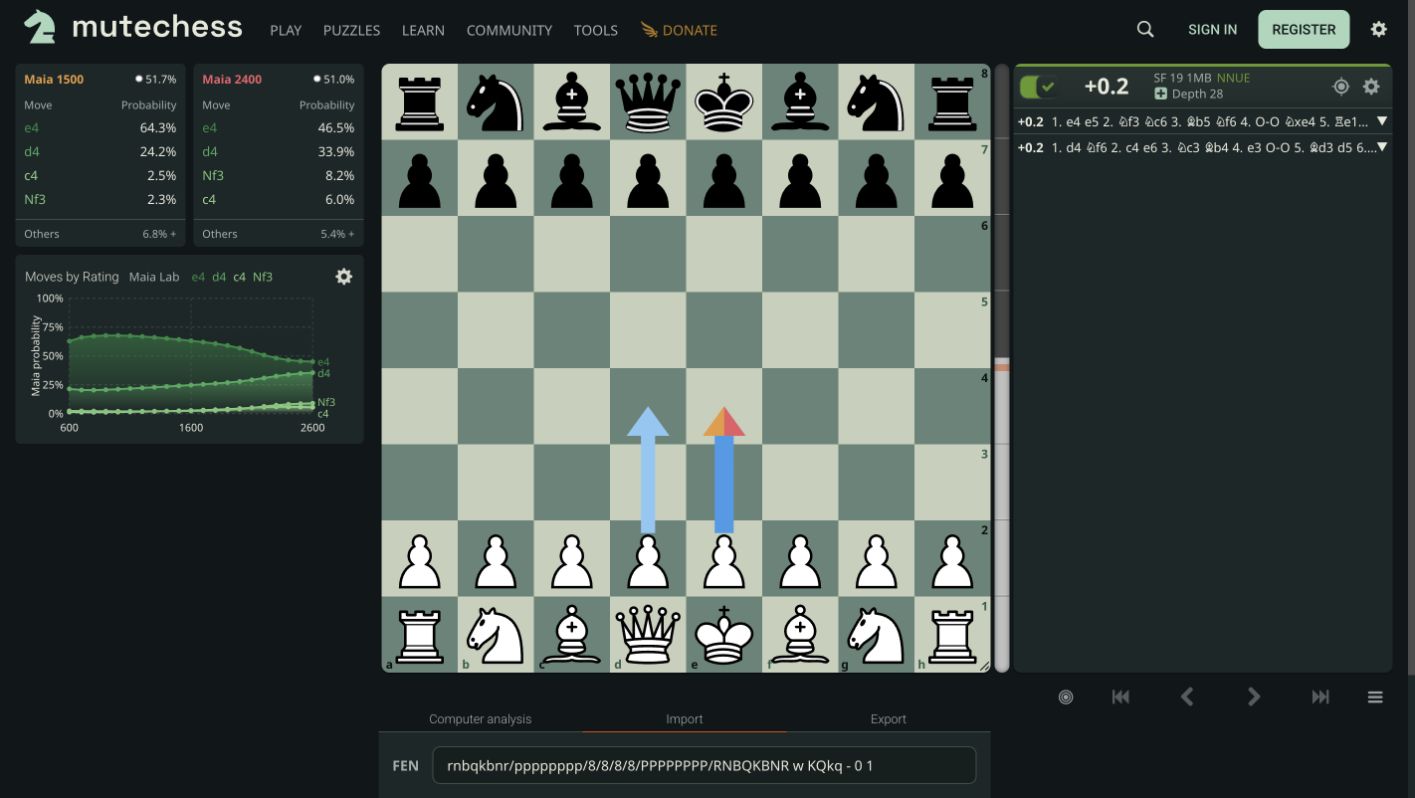 mutechess
PLAY PUZZLES LEARN COMMUNITY TOOLS DONATE
SIGN IN REGISTER
Maia 1500 51.7%
Move Probability
e4 64.3%
d4 24.2%
c4 2.5%
Nf3 2.3%
Others 6.8% +
Maia 2400 51.0%
Move Probability
e4 46.5%
d4 33.9%
Nf3 8.2%
c4 6.0%
Others 5.4% +
Moves by Rating Maia Lab e4 d4 c4 Nf3
Maia probability
100%
75%
50%
25%
0%
600 1600 2600
e4
d4
Nf3
c4
8
7
6
5
4
3
2
1
a b c d e f g h
+0.2 SF 19 1MB NNUE
Depth 28
+0.2 1. e4 e5 2. ♘f3 ♘c6 3. ♗b5 ♘f6 4. O-O ♘xe4 5. ♖e1...
+0.2 1. d4 ♘f6 2. c4 e6 3. ♘c3 ♗b4 4. e3 O-O 5. ♗d3 d5 6....
Computer analysis Import Export
FEN rnbqkbnr/pppppppp/8/8/8/8/PPPPPPPP/RNBQKBNR w KQkq - 0 1